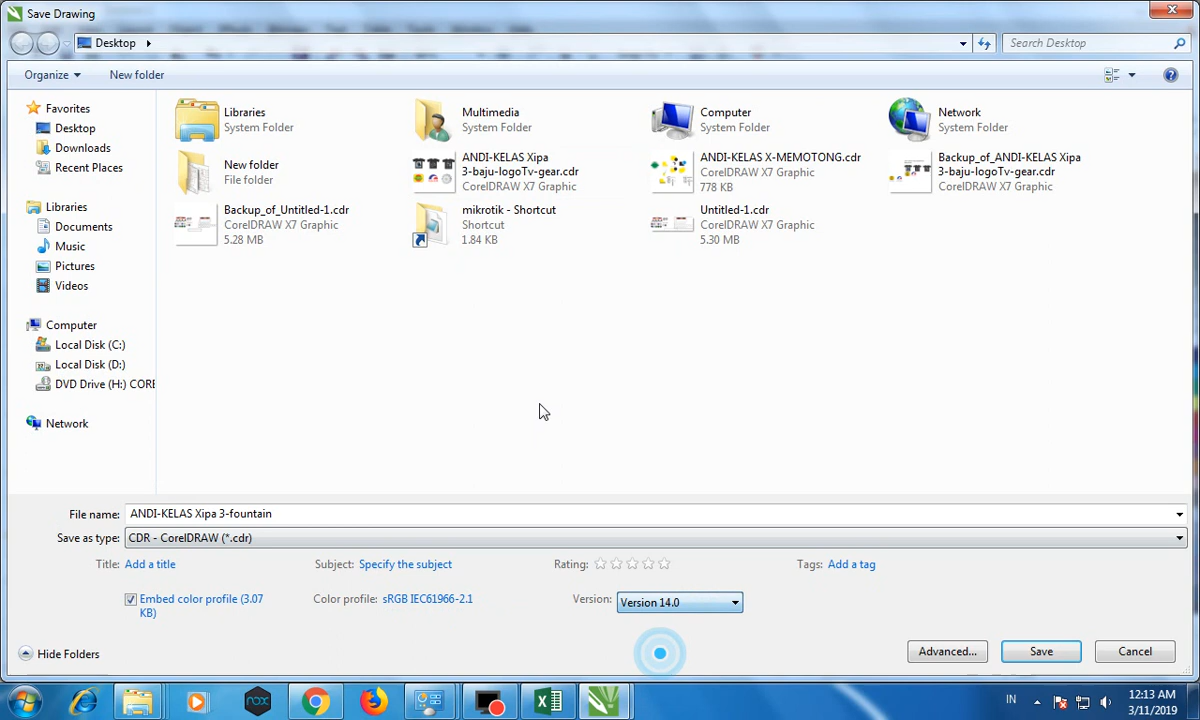 Save Drawing
Desktop
Search Desktop
Organize
New folder
Favorites
Desktop
Downloads
Recent Places
Libraries
Documents
Music
Pictures
Videos
Computer
Local Disk (C:)
Local Disk (D:)
DVD Drive (H:) CORE
Network
Libraries
System Folder
Multimedia
System Folder
Computer
System Folder
Network
System Folder
New folder
File folder
ANDI-KELAS Xipa
3-baju-logoTv-gear.cdr
CorelDRAW X7 Graphic
ANDI-KELAS X-MEMOTONG.cdr
CorelDRAW X7 Graphic
778 KB
Backup_of_ANDI-KELAS Xipa
3-baju-logoTv-gear.cdr
CorelDRAW X7 Graphic
Backup_of_Untitled-1.cdr
CorelDRAW X7 Graphic
5.28 MB
mikrotik - Shortcut
Shortcut
1.84 KB
Untitled-1.cdr
CorelDRAW X7 Graphic
5.30 MB
File name: ANDI-KELAS Xipa 3-fountain
Save as type: CDR - CorelDRAW (*.cdr)
Title: Add a title
Subject: Specify the subject
Rating:
Tags: Add a tag
Embed color profile (3.07
KB)
Color profile: sRGB IEC61966-2.1
Version: Version 14.0
Hide Folders
Advanced...
Save
Cancel
nox
IN
12:13 AM
3/11/2019